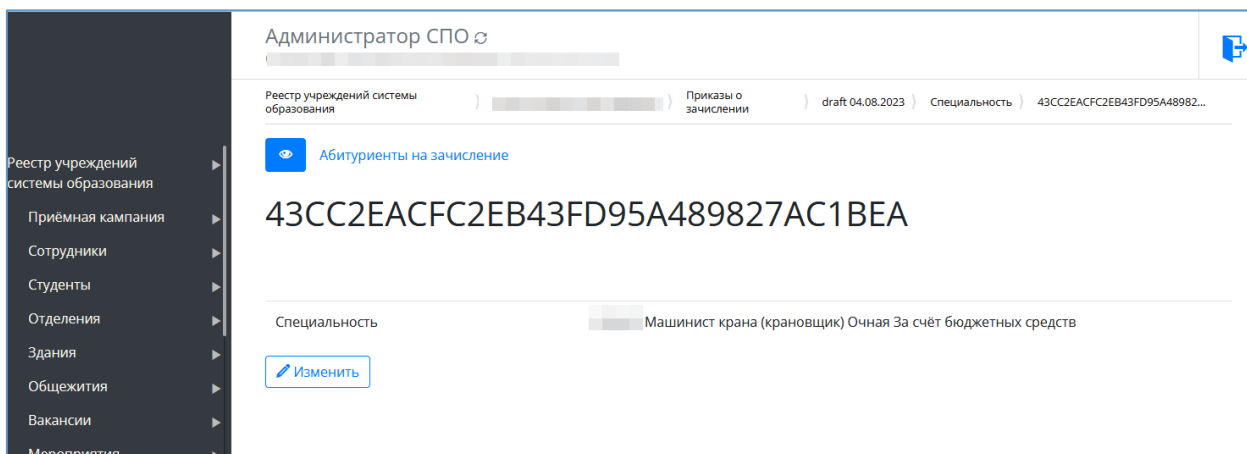 Администратор СПО
Реестр учреждений системы
образования
Приказы о
зачислении
draft 04.08.2023
Специальность
43CC2EACFC2EB43FD95A48982...
Абитуриенты на зачисление
43CC2EACFC2EB43FD95A489827AC1BEA
Специальность
Машинист крана (крановщик) Очная За счёт бюджетных средств
Изменить
Реестр учреждений
системы образования
Приёмная кампания
Сотрудники
Студенты
Отделения
Здания
Общежития
Вакансии
Мероприятия